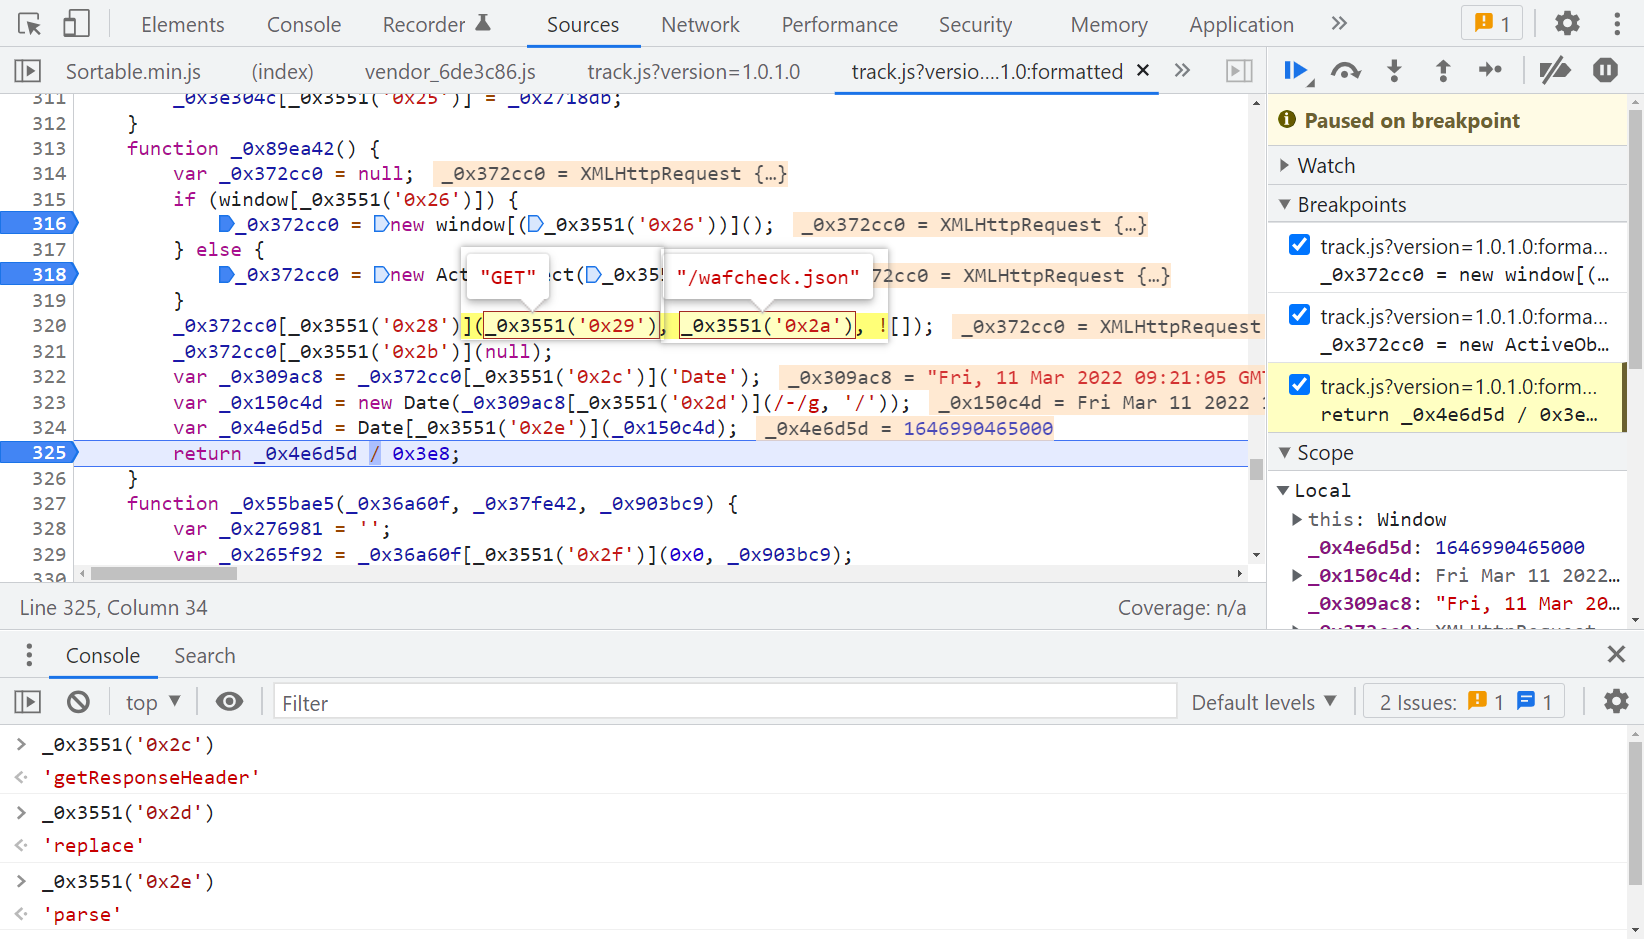 Elements Console Recorder Sources Network Performance Security Memory Application 1
Sortable.min.js (index) vendor_6de3c86.js track.js?version=1.0.1.0 track.js?versio....1.0:formatted
311 _0x3e304c[_0x3551('0x25')] = _0x2718db;
312 }
313 function _0x89ea42() {
314 var _0x372cc0 = null; _0x372cc0 = XMLHttpRequest {…}
315 if (window[_0x3551('0x26')]) {
316 _0x372cc0 = new window[(_0x3551('0x26'))](); _0x372cc0 = XMLHttpRequest {…}
317 } else {
318 _0x372cc0 = new Ac ect(_0x35 72cc0 = XMLHttpRequest {…}
"GET" "/wafcheck.json"
319 }
320 _0x372cc0[_0x3551('0x28')](_0x3551('0x29'), _0x3551('0x2a'), ![]); _0x372cc0 = XMLHttpRequest
321 _0x372cc0[_0x3551('0x2b')](null);
322 var _0x309ac8 = _0x372cc0[_0x3551('0x2c')]('Date'); _0x309ac8 = "Fri, 11 Mar 2022 09:21:05 GMT
323 var _0x150c4d = new Date(_0x309ac8[_0x3551('0x2d')](/-/g, '/')); _0x150c4d = Fri Mar 11 2022 1
324 var _0x4e6d5d = Date[_0x3551('0x2e')](_0x150c4d); _0x4e6d5d = 1646990465000
325 return _0x4e6d5d / 0x3e8;
326 }
327 function _0x55bae5(_0x36a60f, _0x37fe42, _0x903bc9) {
328 var _0x276981 = '';
329 var _0x265f92 = _0x36a60f[_0x3551('0x2f')](0x0, _0x903bc9);
330
Line 325, Column 34 Coverage: n/a
Paused on breakpoint
Watch
Breakpoints
track.js?version=1.0.1.0:forma…
_0x372cc0 = new window[(…
track.js?version=1.0.1.0:forma…
_0x372cc0 = new ActiveOb…
track.js?version=1.0.1.0:form…
return _0x4e6d5d / 0x3e…
Scope
Local
this: Window
_0x4e6d5d: 1646990465000
_0x150c4d: Fri Mar 11 2022…
_0x309ac8: "Fri, 11 Mar 20…
_0x372cc0: XMLHttpRequest
Console Search
top Filter Default levels 2 Issues: 1 1
_0x3551('0x2c')
'getResponseHeader'
_0x3551('0x2d')
'replace'
_0x3551('0x2e')
'parse'